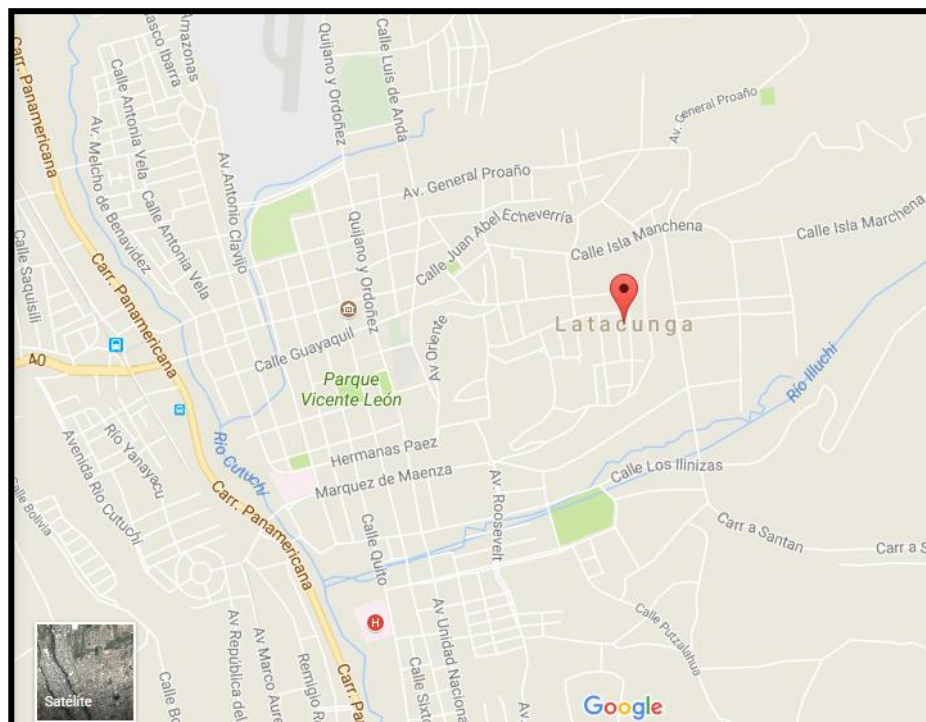 Carr. Panamericana
asco Ibarra
Amazonas
Calle Antonia Vela
Av. Melcho de Benavidez
Calle Antonia Vela
Av.Antonio Clavijo
Quijano y Ordoñez
Calle Luis de Anda
Av. General Proaño
Av. General Proaño
Calle Juan Abel Echeverría
Calle Isla Manchena
Calle Isla Marchena
Quijano y Ordoñez
Calle Saquisili
Carr. Panamericana
Latacunga
Calle Guayaquil
Av Oriente
40
Parque
Vicente León
Río Illuchi
Hermanas Paez
Marquez de Maenza
Calle Los Ilinizas
Río Cutuchi
Río Yanayacu
Avenida Río Cutuchi
Calle Bolivia
Carr. Panamericana
Av. Roosevelt
Carr a Santan
Carr a S
Calle Quito
H
Av Unidad Naciona
Calle Putzalahua
Av República del
Av Marco Aure
Remigio R
Carr. Pa
Calle Sixto
Av.
Calle Bo
Satélite
Google